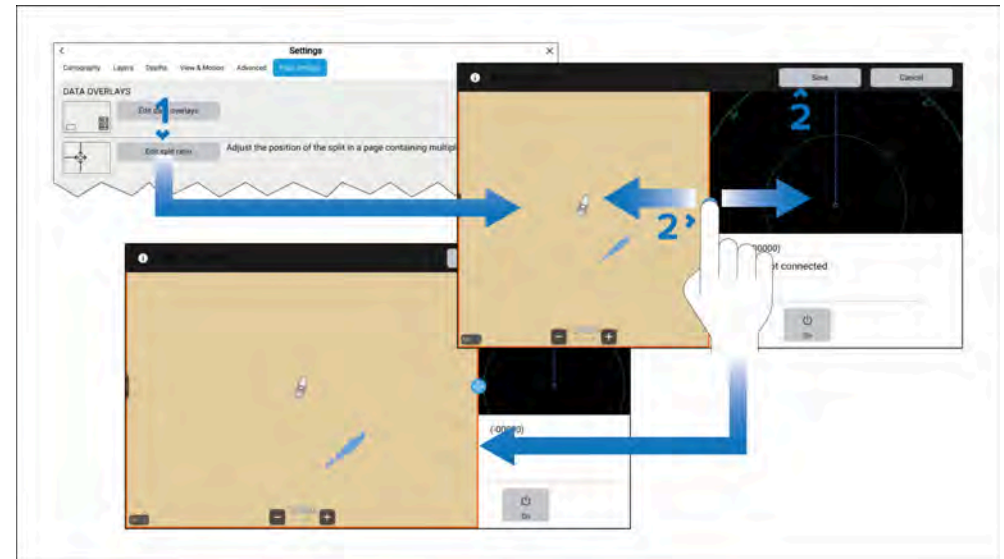 Settings
Cartography Layers Depths View & Motion Advanced Page settings
DATA OVERLAYS
Edit data overlays
1
Edit split ratio
Adjust the position of the split in a page containing multipl
Save
Cancel
2
2
00000)
ot connected
On
(-00000)
On